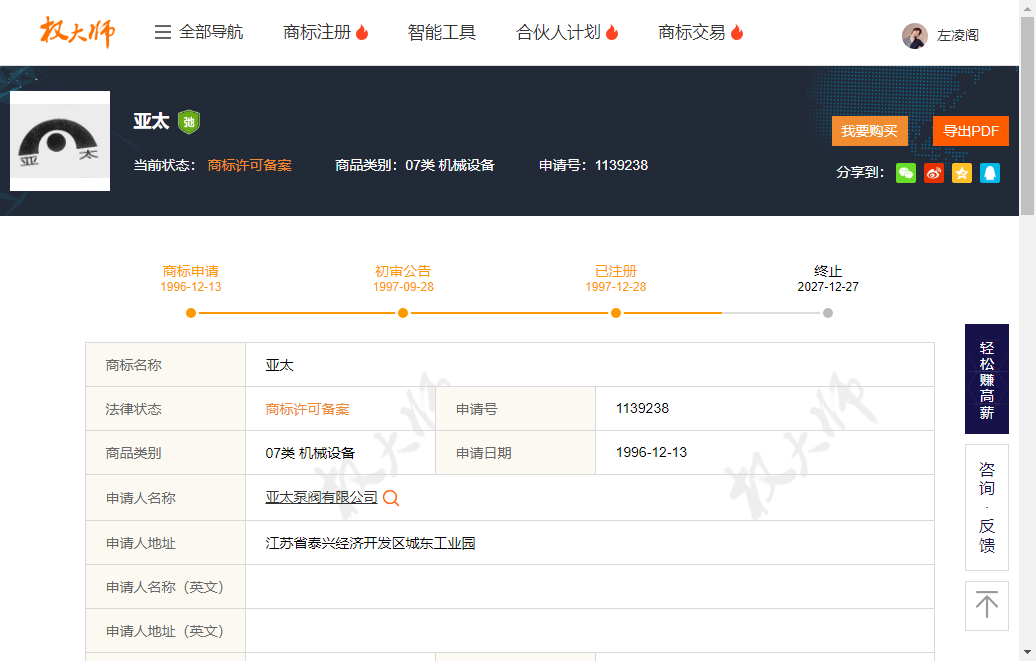 权大师
全部导航 商标注册 智能工具 合伙人计划 商标交易 左凌阁
亚太 弛
亚 太
当前状态： 商标许可备案 商品类别：07类 机械设备 申请号：1139238
我要购买 导出PDF
分享到：
商标申请 初审公告 已注册 终止
1996-12-13 1997-09-28 1997-12-28 2027-12-27
商标名称 亚太
法律状态 商标许可备案 申请号 1139238
商品类别 07类 机械设备 申请日期 1996-12-13
申请人名称 亚太泵阀有限公司
申请人地址 江苏省泰兴经济开发区城东工业园
申请人名称（英文）
申请人地址（英文）
权大师 权大师
轻松赚高薪
咨询·反馈